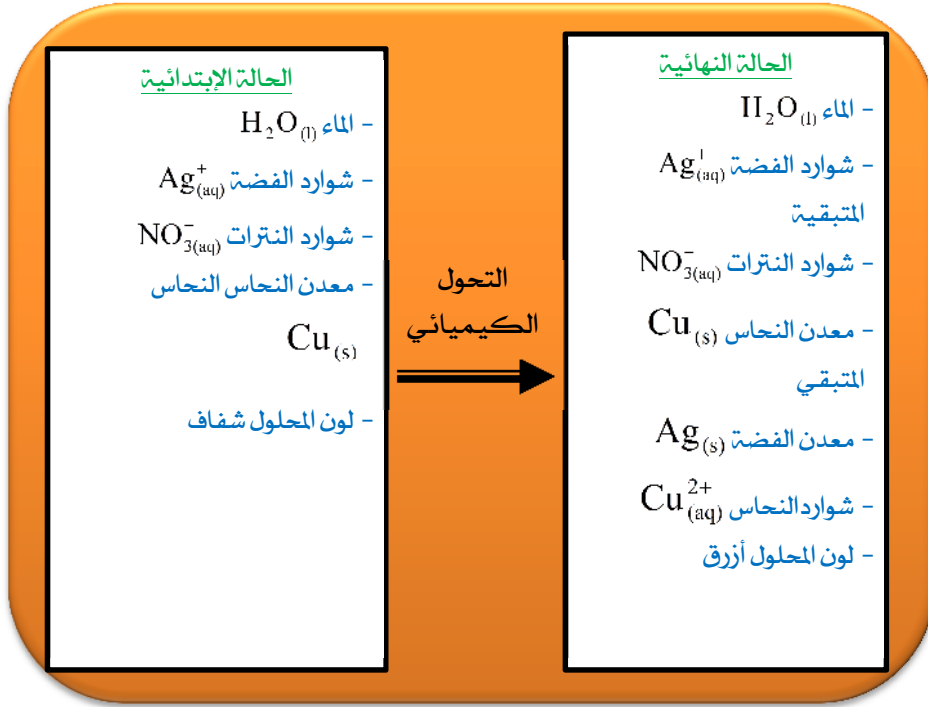 الحالة الإبتدائية
- الماء H₂O(l)
- شوارد الفضة Ag⁺(aq)
- شوارد النترات NO₃⁻(aq)
- معدن النحاس النحاس
Cu(s)
- لون المحلول شفاف
التحول
الكيميائي
الحالة النهائية
- الماء H₂O(l)
- شوارد الفضة Ag⁺(aq)
المتبقية
- شوارد النترات NO₃⁻(aq)
- معدن النحاس Cu(s)
المتبقي
- معدن الفضة Ag(s)
- شوارد النحاس Cu²⁺(aq)
- لون المحلول أزرق